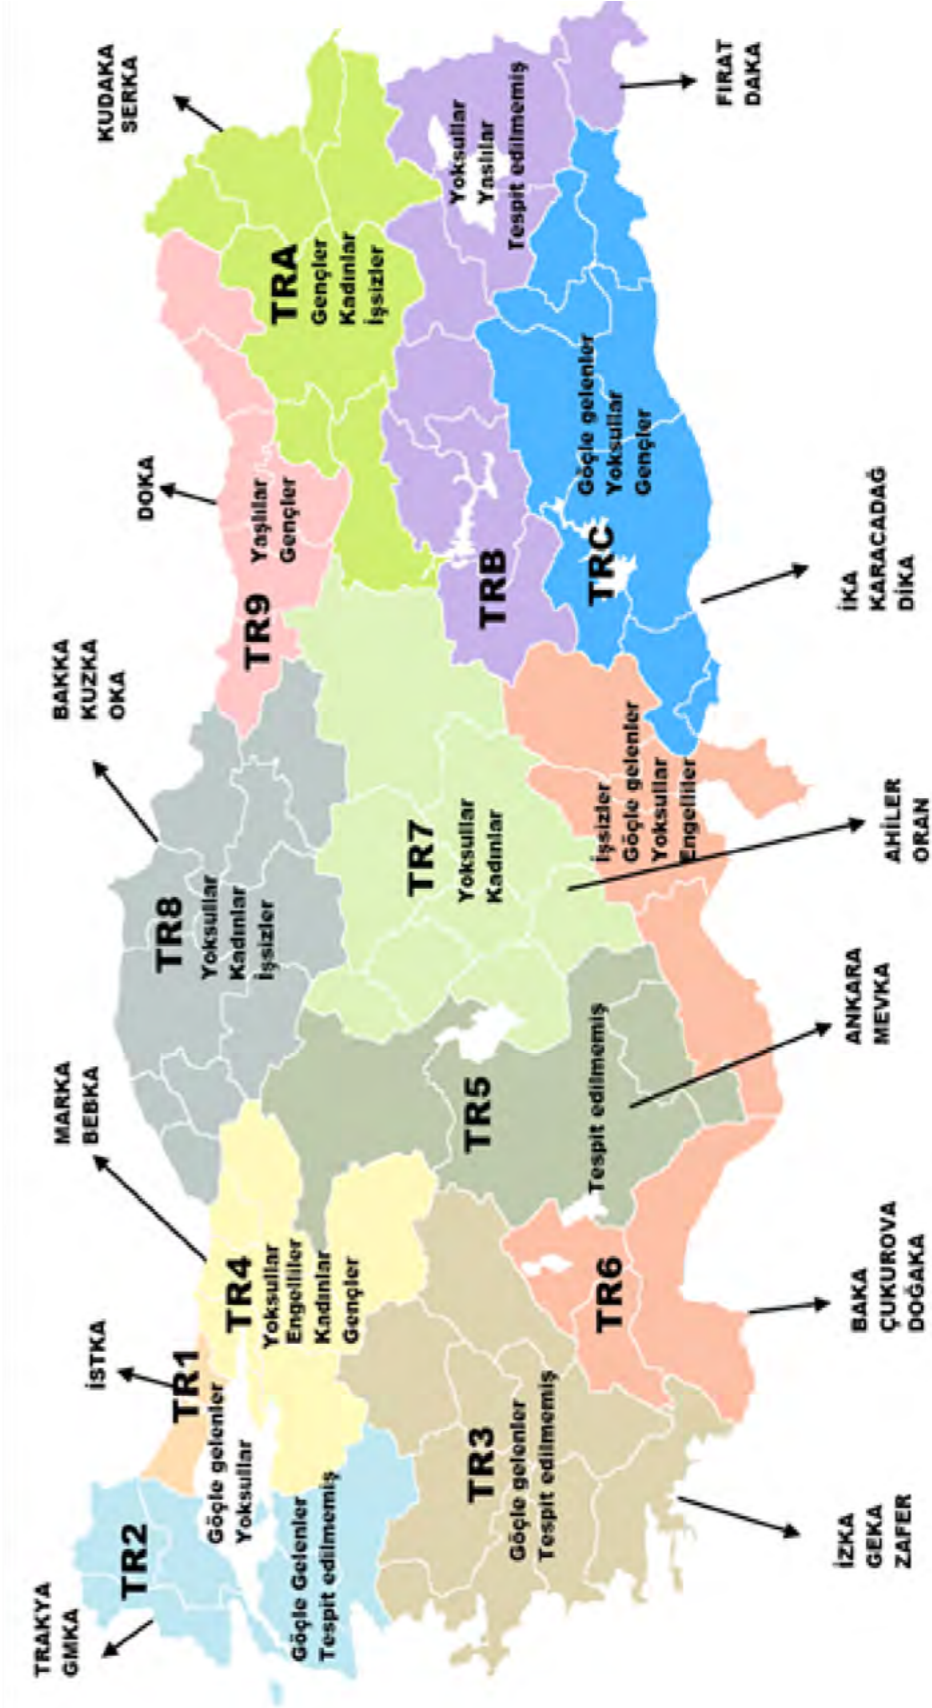 TRAKYA
GMKA
TR2
Göçle Gelenler
Tespit edilmemiş
İSTKA
TR1
Göçle gelenler
Yoksullar
MARKA
BEBKA
TR4
Yoksullar
Engelliler
Kadınlar
Gençler
TR3
Göçle gelenler
Tespit edilmemiş
İZKA
GEKA
ZAFER
BAKKA
KUZKA
OKA
TR8
Yoksullar
Kadınlar
İşsizler
TR5
Tespit edilmemiş
ANKARA
MEVKA
TR6
İşsizler
Göçle gelenler
Yoksullar
Engelliler
BAKA
ÇUKUROVA
DOĞAKA
TR7
Yoksullar
Kadınlar
AHİLER
ORAN
DOKA
TR9
Yaşlılar
Gençler
KUDAKA
SERKA
TRA
Gençler
Kadınlar
İşsizler
TRB
Yoksullar
Yaslılar
Tespit edilmemiş
FIRAT
DAKA
TRC
Göçle gelenler
Yoksullar
Gençler
İKA
KARACADAĞ
DİKA